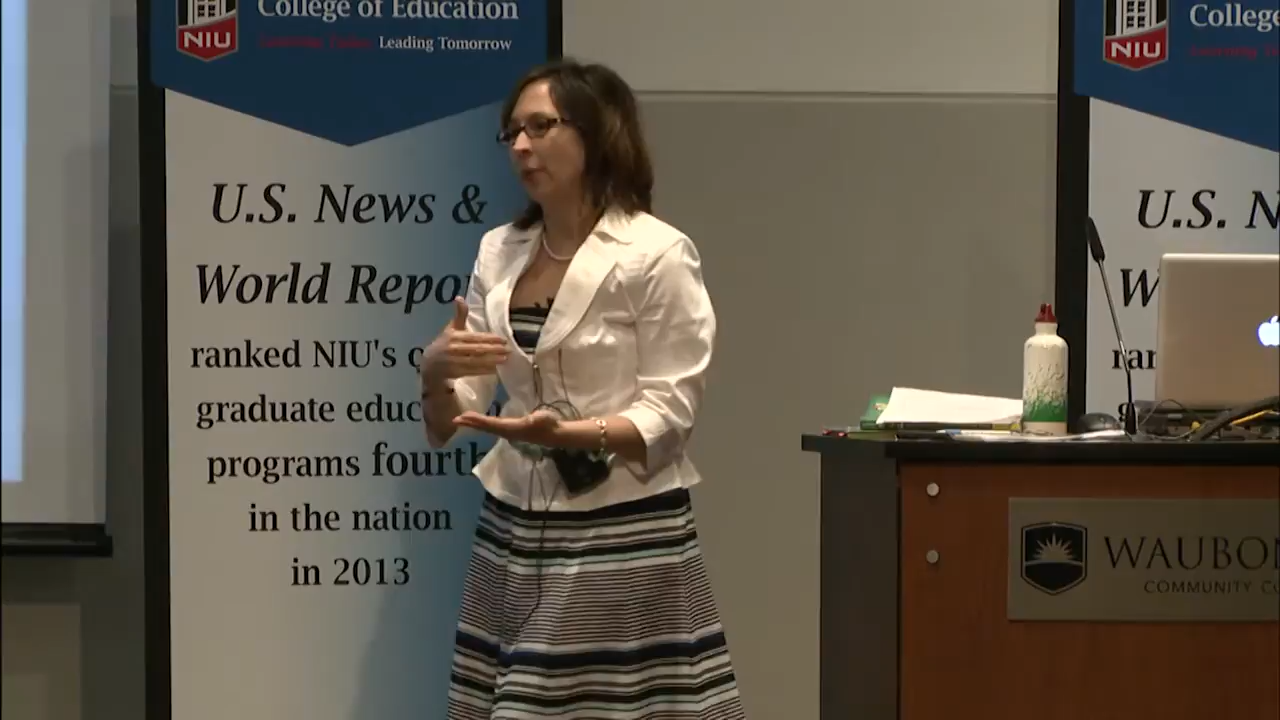 College of Education
NIU
Leading Tomorrow
U.S. News &
World Repo
ranked NIU's
graduate educ
programs fourth
in the nation
in 2013
College
NIU
U.S. N
W
ran
WAUBON
COMMUNITY CO